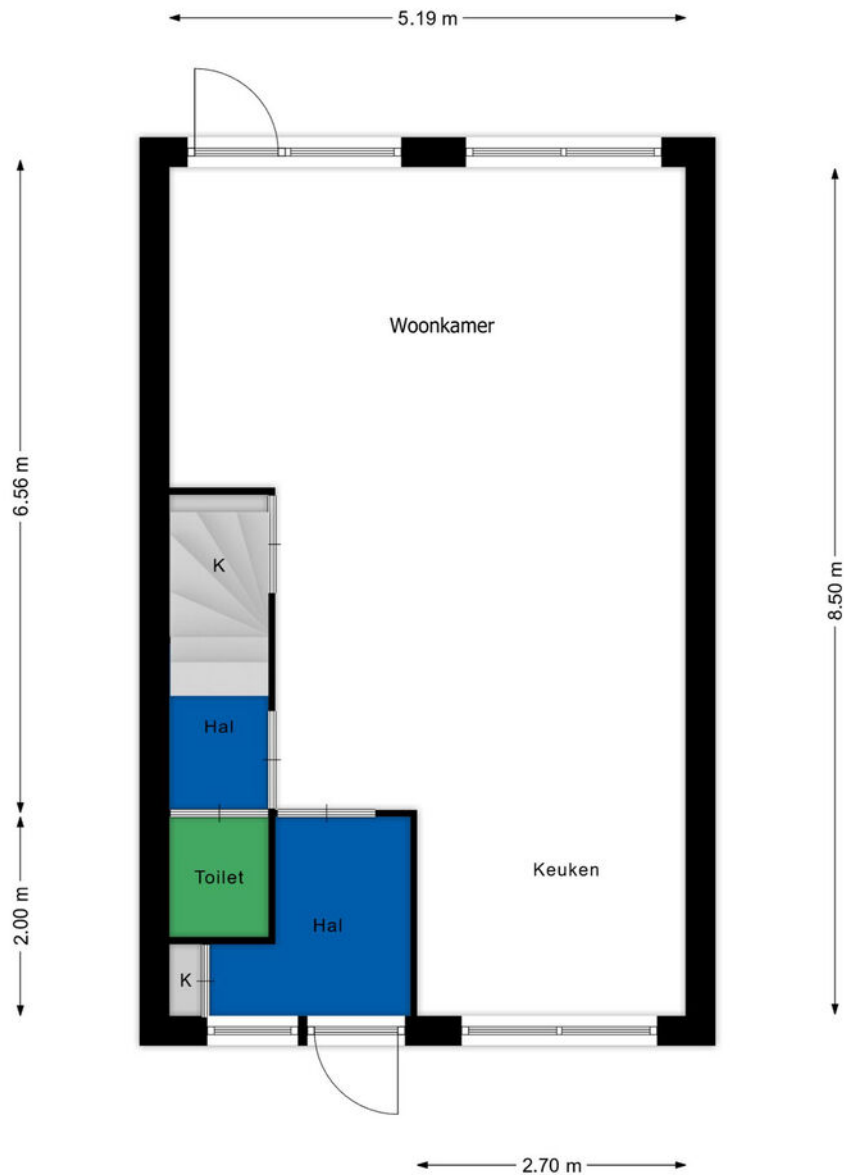 5.19 m
Woonkamer
6.56 m
K
8.50 m
Hal
Toilet
Keuken
2.00 m
Hal
K
2.70 m